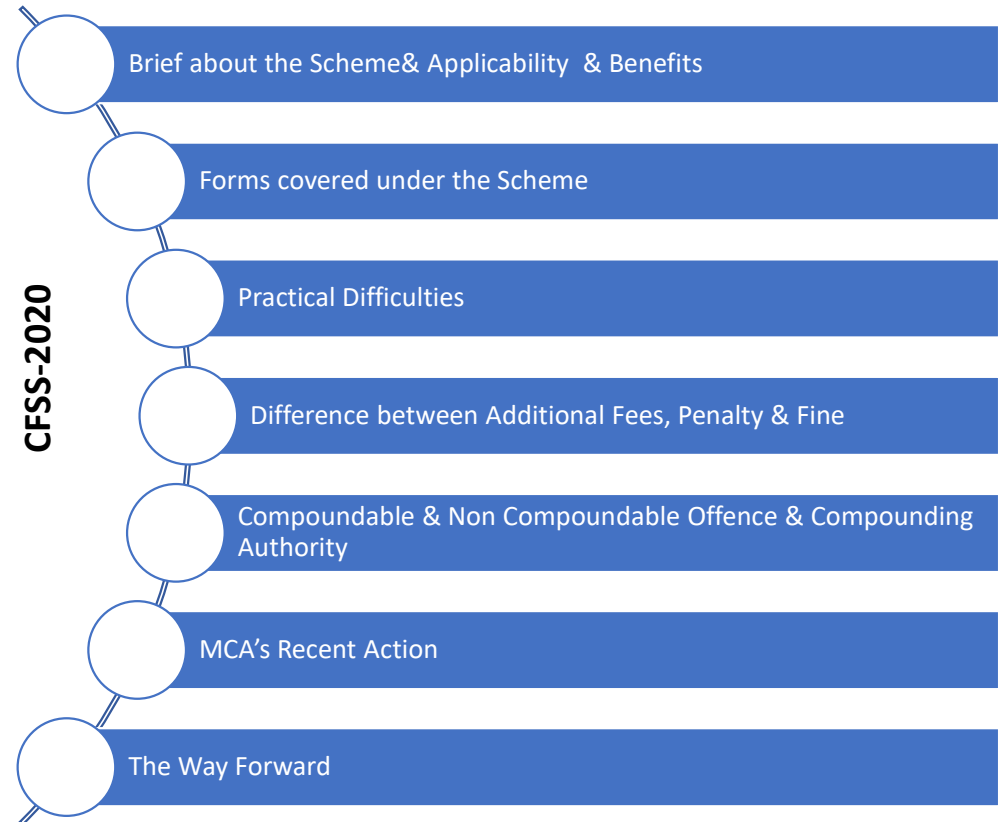 CFSS-2020
Brief about the Scheme& Applicability  & Benefits
Forms covered under the Scheme
Practical Difficulties
Difference between Additional Fees, Penalty & Fine
Compoundable & Non Compoundable Offence & Compounding
Authority
MCA’s Recent Action
The Way Forward